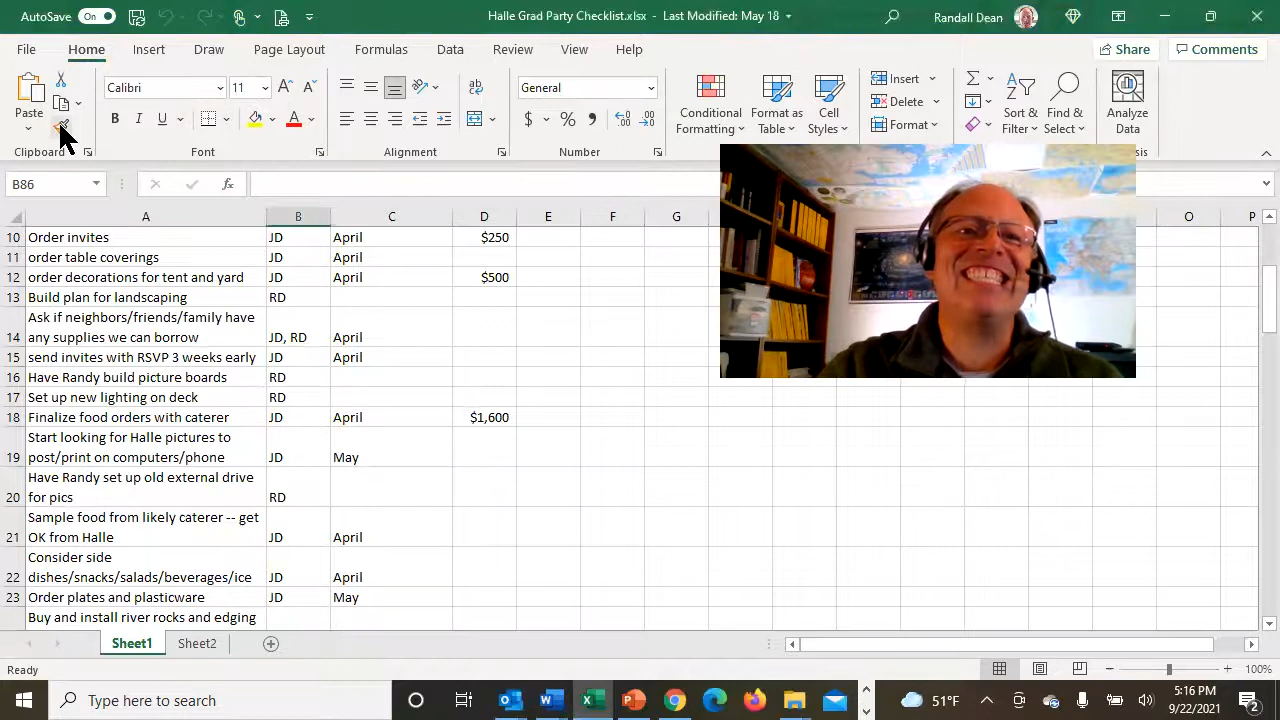 AutoSave On
Halle Grad Party Checklist.xlsx - Last Modified: May 18
Randall Dean
File Home Insert Draw Page Layout Formulas Data Review View Help
Share Comments
Paste
Clipboard
Calibri 11
B I U
Font
Alignment
General
$ % 9
Number
Conditional Formatting
Format as Table
Cell Styles
Insert
Delete
Format
Sort & Filter
Find & Select
Analyze Data
B86
fx
A B C D E F G O P
10 Order invites JD April $250
11 order table coverings JD April
12 order decorations for tent and yard JD April $500
13 Build plan for landscaping RD
Ask if neighbors/friends/family have
14 any supplies we can borrow JD, RD April
15 send invites with RSVP 3 weeks early JD April
16 Have Randy build picture boards RD
17 Set up new lighting on deck RD
18 Finalize food orders with caterer JD April $1,600
Start looking for Halle pictures to
19 post/print on computers/phone JD May
Have Randy set up old external drive
20 for pics RD
Sample food from likely caterer -- get
21 OK from Halle JD April
Consider side
22 dishes/snacks/salads/beverages/ice JD April
23 Order plates and plasticware JD May
Buy and install river rocks and edging
Sheet1 Sheet2
Ready
100%
Type here to search
51°F
5:16 PM
9/22/2021
2